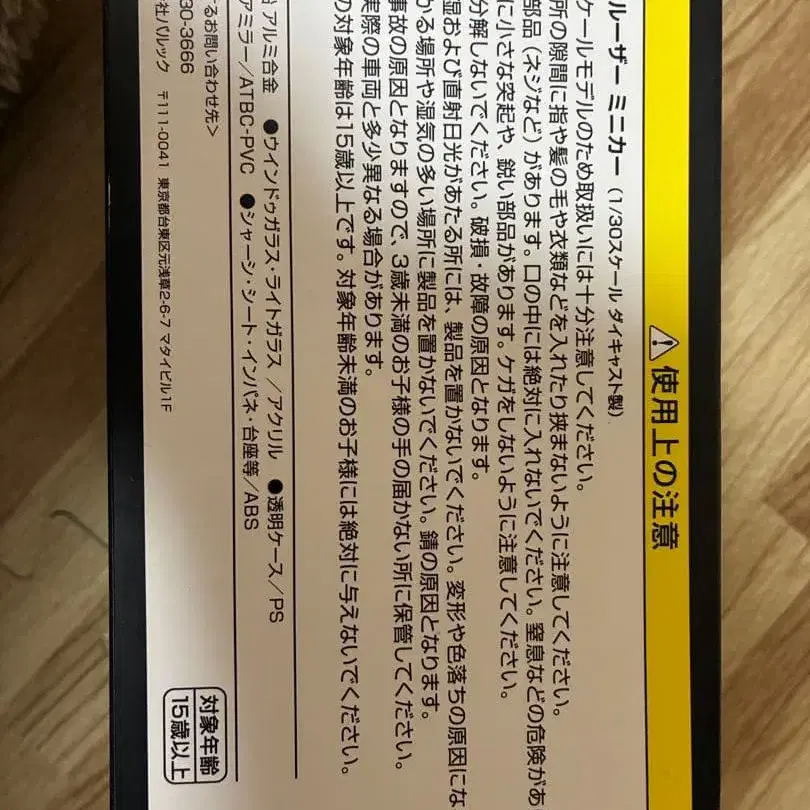 ⚠使用上の注意
ルーザー ミニカー (1/30スケール ダイキャスト製)
ケールモデルのため取扱いには十分注意してください。
所の隙間に指や髪の毛や衣類などを入れたり挟まないように注意してください。
部品 (ネジなど) があります。口の中には絶対に入れないでください。窒息などの危険があ
に小さな突起や、鋭い部品があります。ケガをしないように注意してください。
分解しないでください。破損・故障の原因となります。
湿および直射日光があたる所には、製品を置かないでください。変形や色落ちの原因にな
かる場所や湿気の多い場所に製品を置かないでください。錆の原因となります。
事故の原因となりますので、3歳未満のお子様の手の届かない所に保管してください。
実際の車両と多少異なる場合があります。
の対象年齢は15歳以上です。対象年齢未満のお子様には絶対に与えないでください。
アルミ合金 ●ウインドゥガラス・ライトガラス/アクリル ●透明ケース/PS
アミラー/ATBC-PVC ●シャーシ・シート・インパネ・台座等/ABS
するお問い合わせ先>
30-3666
社バルック 〒111-0041 東京都台東区元浅草2-6-7 マタイビル1F
対象年齢
15歳以上